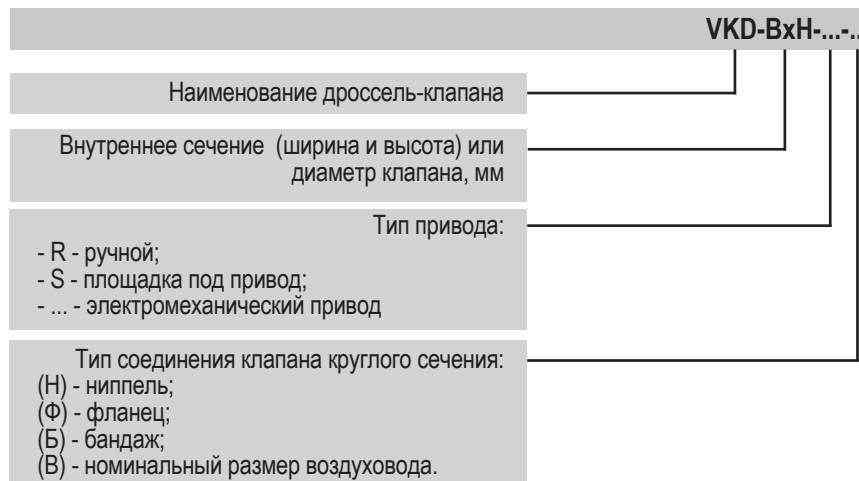 VKD-BxH-...-..
Наименование дроссель-клапана
Внутреннее сечение (ширина и высота) или
диаметр клапана, мм
Тип привода:
- R - ручной;
- S - площадка под привод;
- ... - электромеханический привод
Тип соединения клапана круглого сечения:
(Н) - ниппель;
(Ф) - фланец;
(Б) - бандаж;
(В) - номинальный размер воздуховода.